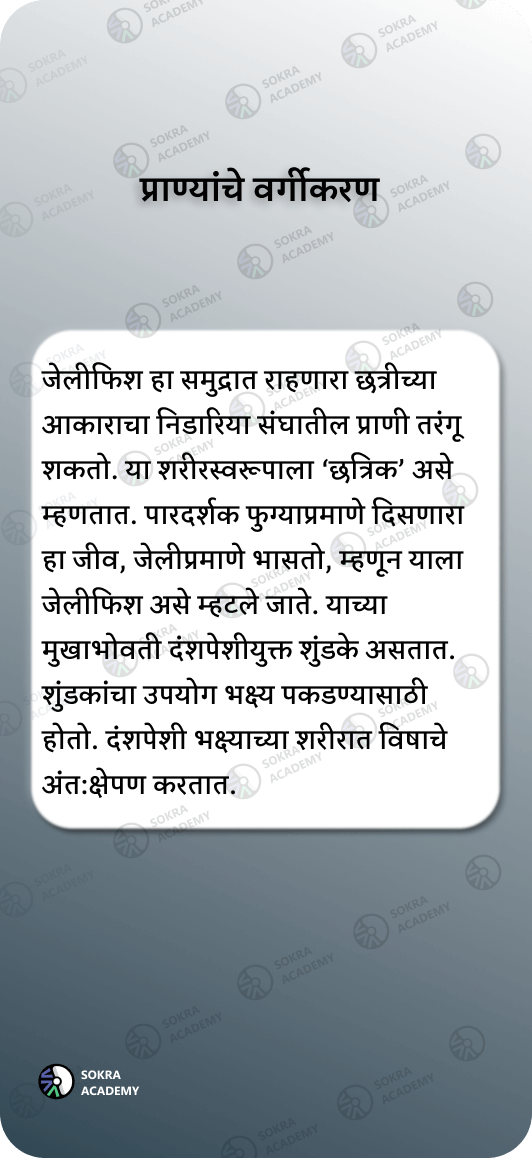 प्राण्यांचे वर्गीकरण
जेलीफिश हा समुद्रात राहणारा छत्रीच्या
आकाराचा निडारिया संघातील प्राणी तरंगू
शकतो. या शरीरस्वरूपाला ‘छत्रिक’ असे
म्हणतात. पारदर्शक फुग्याप्रमाणे दिसणारा
हा जीव, जेलीप्रमाणे भासतो, म्हणून याला
जेलीफिश असे म्हटले जाते. याच्या
मुखाभोवती दंशपेशीयुक्त शुंडके असतात.
शुंडकांचा उपयोग भक्ष्य पकडण्यासाठी
होतो. दंशपेशी भक्ष्याच्या शरीरात विषाचे
अंत:क्षेपण करतात.
SOKRA
ACADEMY